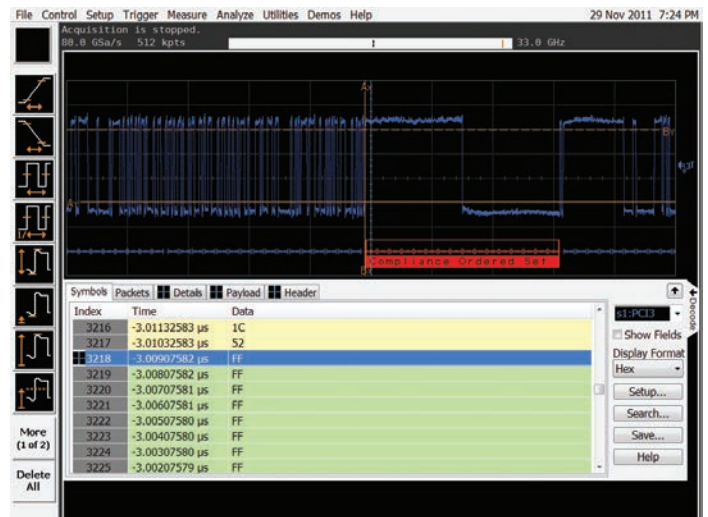 File Control Setup Trigger Measure Analyze Utilities Demos Help 29 Nov 2011 7:24 PM
Acquisition is stopped.
80.0 GSa/s 512 kpts 33.0 GHz
Ax
By
Ay
Compliance Ordered Set
Symbols Packets Details Payload Header
Index Time Data
3216 -3.01132583 µs 1C
3217 -3.01032583 µs 52
3218 -3.00907582 µs FF
3219 -3.00807582 µs FF
3220 -3.00707581 µs FF
3221 -3.00607581 µs FF
3222 -3.00507580 µs FF
3223 -3.00407580 µs FF
3224 -3.00307580 µs FF
3225 -3.00207579 µs FF
Decode
s1:PCI3
Show Fields
Display Format
Hex
Setup...
Search...
Save...
Help
More
(1 of 2)
Delete
All